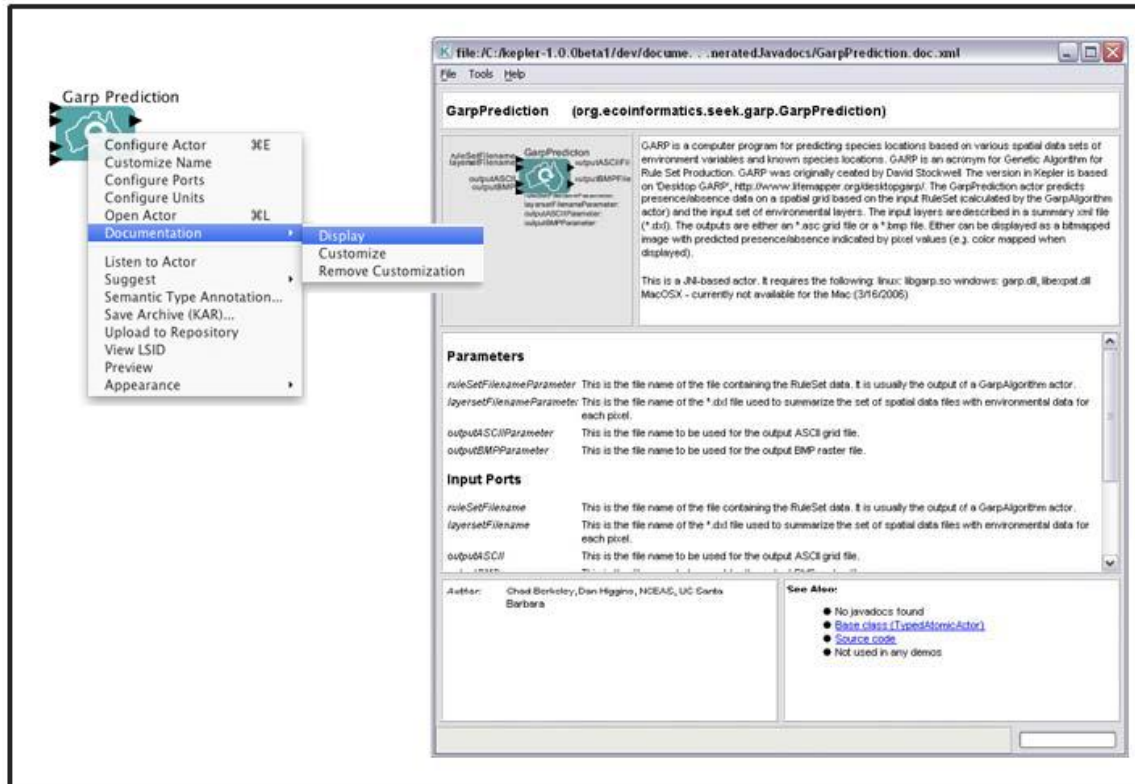 Garp Prediction
Configure Actor ⌘E
Customize Name
Configure Ports
Configure Units
Open Actor ⌘L
Documentation
Display
Customize
Remove Customization
Listen to Actor
Suggest
Semantic Type Annotation...
Save Archive (KAR)...
Upload to Repository
View LSID
Preview
Appearance
file:/C:/kepler-1.0.0beta1/dev/docume. . .neratedJavadocs/GarpPrediction.doc.xml
File Tools Help
GarpPrediction (org.ecoinformatics.seek.garp.GarpPrediction)
GarpPrediction
ruleSetFilename
layersetFilename
outputASCII
outputBMP
outputASCIIFil
outputBMPFile
layersetFilenameParameter:
outputASCIIParameter:
outputBMPParameter:
GARP is a computer program for predicting species locations based on various spatial data sets of
environment variables and known species locations. GARP is an acronym for Genetic Algorithm for
Rule Set Production. GARP was originally ceated by David Stockwell The version in Kepler is based
on 'Desktop GARP', http://www.lifemapper.org/desktopgarp/. The GarpPrediction actor predicts
presence/absence data on a spatial grid based on the input RuleSet (calculated by the GarpAlgorithm
actor) and the input set of environmental layers. The input layers are described in a summary xml file
(*.dxl). The outputs are either an *.asc grid file or a *.bmp file. Either can be displayed as a bitmapped
image with predicted presence/absence indicated by pixel values (e.g. color mapped when
displayed).
This is a JNI-based actor. It requires the following: linux: libgarp.so windows: garp.dll, libexpat.dll
MacOSX - currently not available for the Mac (3/16/2006)
Parameters
ruleSetFilenameParameter This is the file name of the file containing the RuleSet data. It is usually the output of a GarpAlgorithm actor.
layersetFilenameParameter This is the file name of the *.dxl file used to summarize the set of spatial data files with environmental data for
each pixel.
outputASCIIParameter This is the file name to be used for the output ASCII grid file.
outputBMPParameter This is the file name to be used for the output BMP raster file.
Input Ports
ruleSetFilename This is the file name of the file containing the RuleSet data. It is usually the output of a GarpAlgorithm actor.
layersetFilename This is the file name of the *.dxl file used to summarize the set of spatial data files with environmental data for
each pixel.
outputASCII This is the file name to be used for the output ASCII grid file.
Author: Chad Berkeley, Dan Higgins, NCEAS, UC Santa
Barbara
See Also:
● No javadocs found
● Base class (TypedAtomicActor)
● Source code
● Not used in any demos